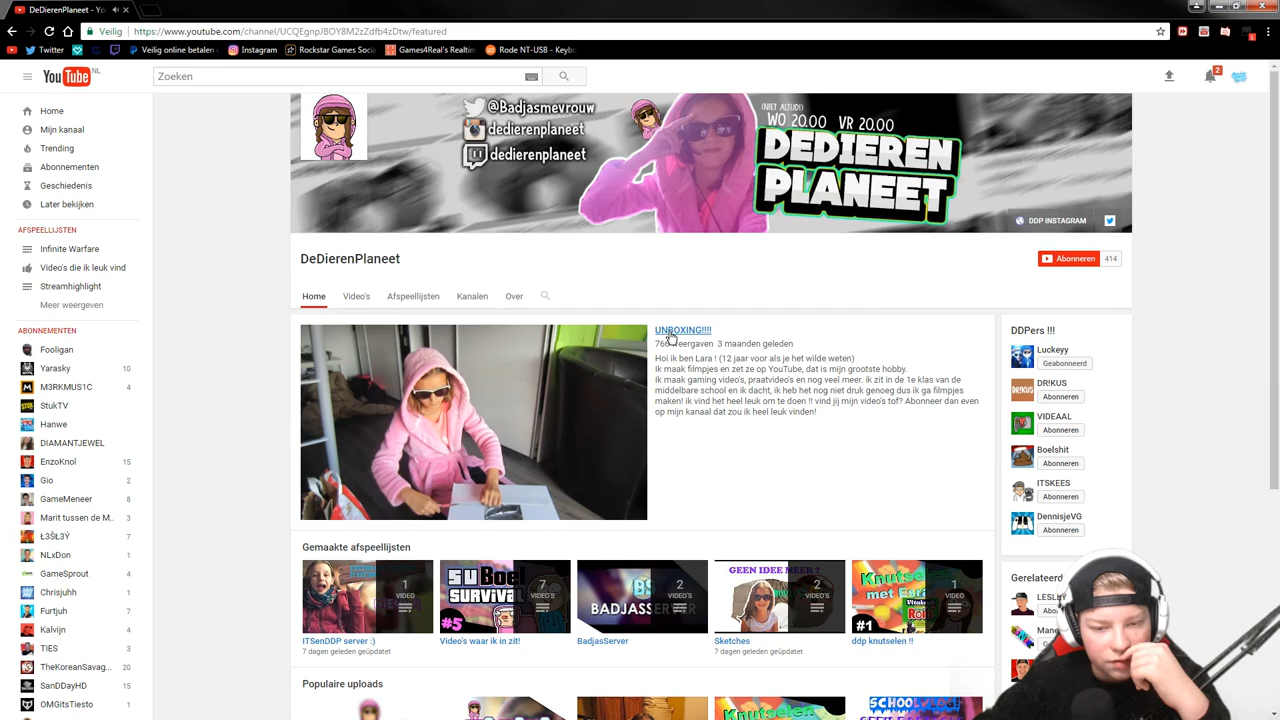 DeDierenPlaneet - Yo
Veilig https://www.youtube.com/channel/UCQEgnpJBOY8M2zZdfb4zDtw/featured
Twitter
Veilig online betalen
Instagram
Rockstar Games Soci
Games4Real's Realtim
Rode NT-USB - Keybo
YouTube NL
Zoeken
2
Home
Mijn kanaal
Trending
Abonnementen
Geschiedenis
Later bekijken
AFSPEELLIJSTEN
Infinite Warfare
Video's die ik leuk vind
Streamhighlight
Meer weergeven
ABONNEMENTEN
Fooligan
Yarasky 10
M3RKMUS1C 4
StukTV
Hanwe
DIAMANTJEWEL
EnzoKnol 15
Gio 2
GameMeneer 8
Marit tussen de M.. 3
Ł3ŠŁ3Ý 7
NLxDon 1
GameSprout 4
Chrisjuhh 1
Furtjuh 7
Kalvijn 4
TIES 3
TheKoreanSavag... 20
SanDDayHD 15
OMGitsTiesto 1
@Badjasmevrouw
dedierenplaneet
dedierenplaneet
(NIET ALTIJD!)
WO 20.00 VR 20.00
DEDIEREN
PLANEET
DDP INSTAGRAM
DeDierenPlaneet
Abonneren 414
Home Video's Afspeellijsten Kanalen Over
UNBOXING!!!!
weergaven 3 maanden geleden
Hoi ik ben Lara ! (12 jaar voor als je het wilde weten)
Ik maak filmpjes en zet ze op YouTube, dat is mijn grootste hobby.
Ik maak gaming video's, praatvideo's en nog veel meer. ik zit in de 1e klas van de
middelbare school en ik dacht, ik heb het nog niet druk genoeg dus ik ga filmpjes
maken! ik vind het heel leuk om te doen !! vind jij mijn video's tof? Abonneer dan even
op mijn kanaal dat zou ik heel leuk vinden!
DDPers !!!
Luckeyy
Geabonneerd
DR!KUS
Abonneren
VIDEAAL
Abonneren
Boelshit
Abonneren
ITSKEES
Abonneren
DennisjeVG
Abonneren
Gerelateerd
LESLEY
Abo
Mane
Gemaakte afspeellijsten
1 VIDEO
ITSenDDP server :)
7 dagen geleden geüpdatet
SUBoel
SURVIVAL
#5
7 VIDEO'S
Video's waar ik in zit!
BS
BADJASSERVER
2 VIDEO'S
BadjasServer
GEEN IDEE MEER ?
2 VIDEO'S
Sketches
7 dagen geleden geüpdatet
Knutselen
met Egra
#1
1 VIDEO
ddp knutselen !!
Populaire uploads
Knutselen